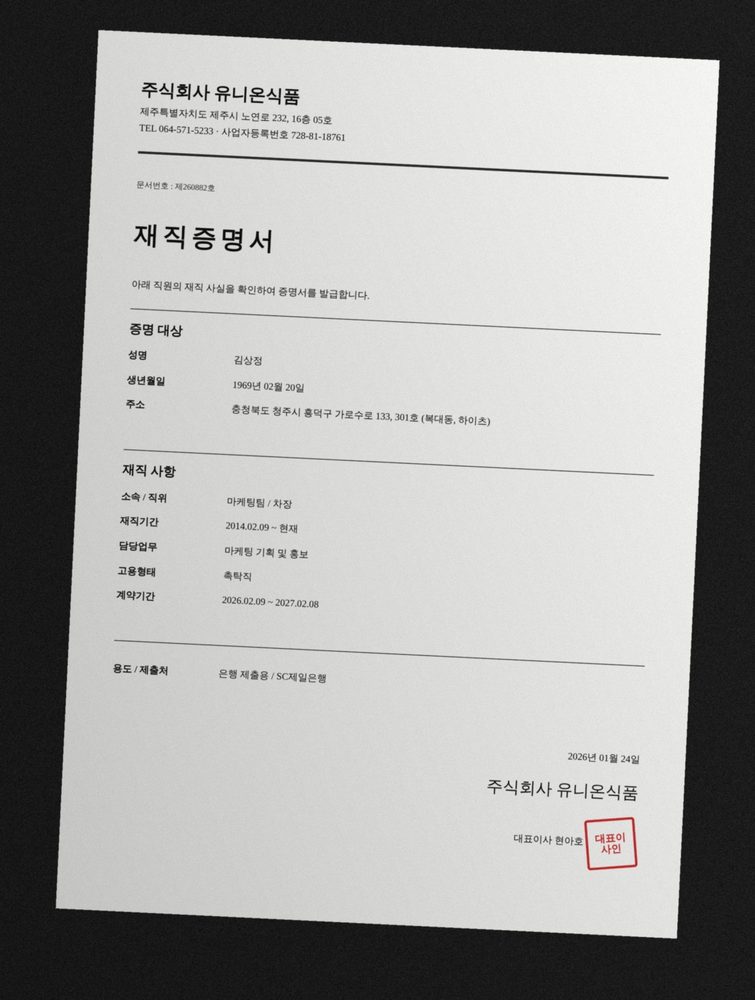 주식회사 유니온식품
제주특별자치도 제주시 노연로 232, 16층 05호
TEL 064-571-5233 · 사업자등록번호 728-81-18761
문서번호 : 제260882호
재직증명서
아래 직원의 재직 사실을 확인하여 증명서를 발급합니다.
증명 대상
성명 김상정
생년월일 1969년 02월 20일
주소 충청북도 청주시 흥덕구 가로수로 133, 301호 (복대동, 하이츠)
재직 사항
소속 / 직위 마케팅팀 / 차장
재직기간 2014.02.09 ~ 현재
담당업무 마케팅 기획 및 홍보
고용형태 촉탁직
계약기간 2026.02.09 ~ 2027.02.08
용도 / 제출처 은행 제출용 / SC제일은행
2026년 01월 24일
주식회사 유니온식품
대표이사 현아호
대표이
사인